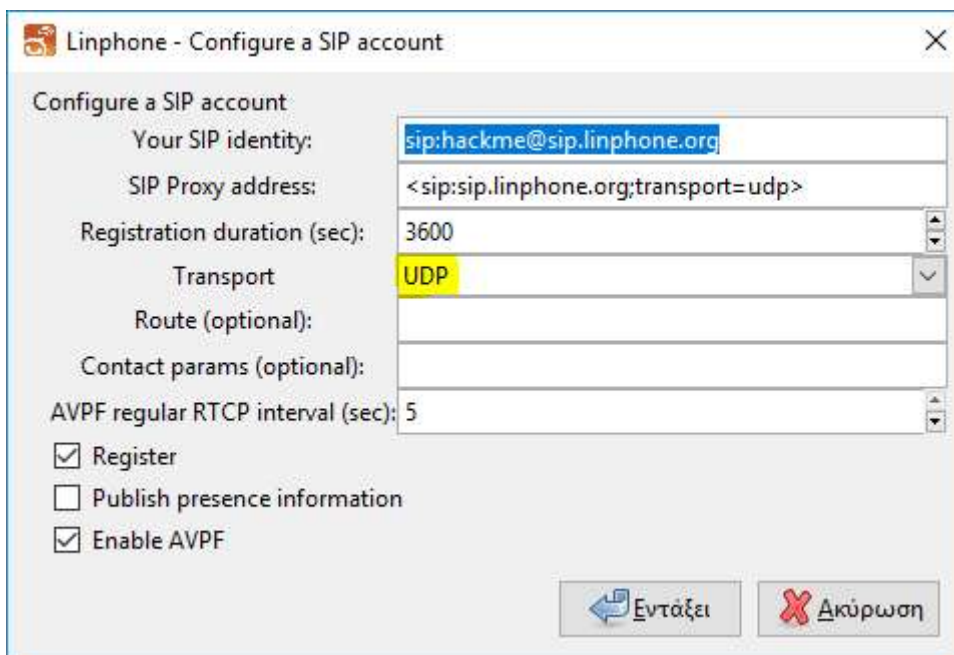 Linphone - Configure a SIP account
Configure a SIP account
Your SIP identity: sip:hackme@sip.linphone.org
SIP Proxy address: <sip:sip.linphone.org;transport=udp>
Registration duration (sec): 3600
Transport UDP
Route (optional):
Contact params (optional):
AVPF regular RTCP interval (sec): 5
Register
Publish presence information
Enable AVPF
Εντάξει Ακύρωση